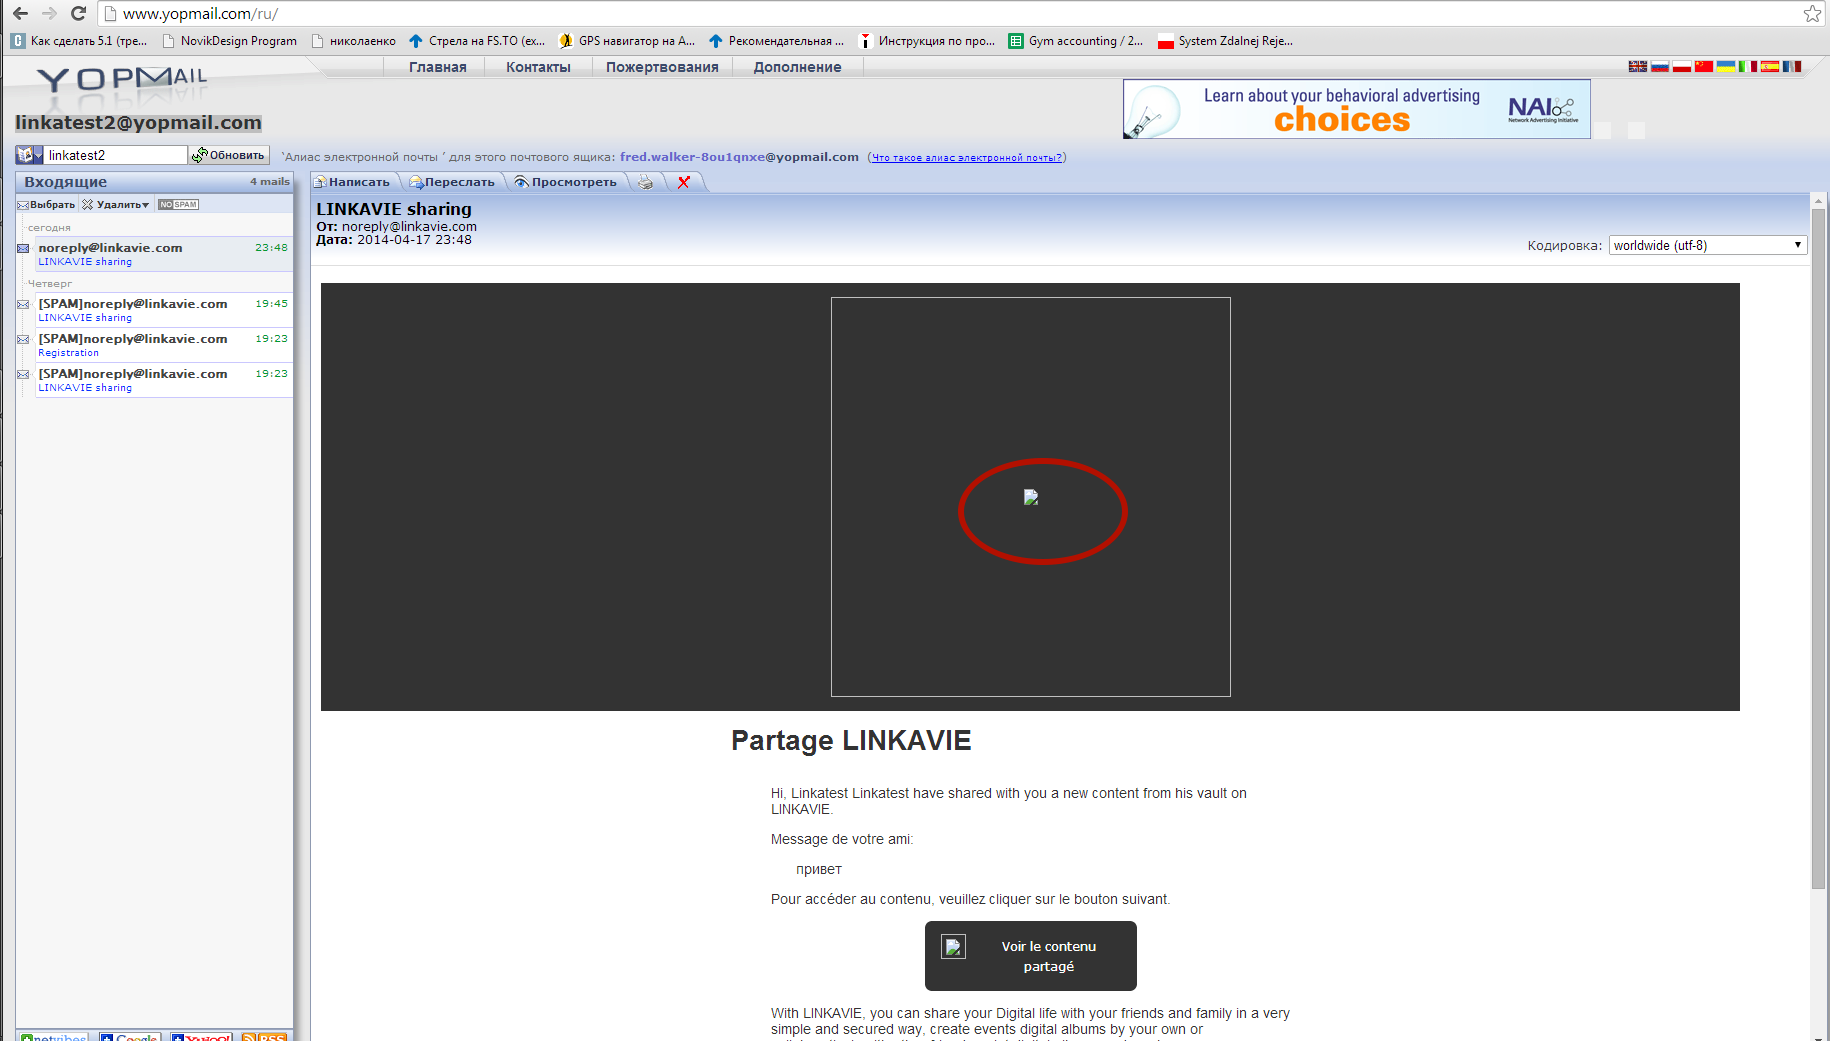 www.yopmail.com/ru/
Как сделать 5.1 (тре...
NovikDesign Program
николаенко
Стрела на FS.TO (ex...
GPS навигатор на А...
Рекомендательная ...
Инструкция по про...
Gym accounting / 2...
System Zdalnej Reje...
YOPMAIL
Главная
Контакты
Пожертвования
Дополнение
Learn about your behavioral advertising
choices
NAI
Network Advertising Initiative
linkatest2@yopmail.com
linkatest2
Обновить
`Алиас электронной почты ´ для этого почтового ящика: fred.walker-8ou1qnxe@yopmail.com (Что такое алиас электронной почты?)
Входящие
4 mails
Выбрать
Удалить
NO SPAM
сегодня
noreply@linkavie.com 23:48
LINKAVIE sharing
Четверг
[SPAM]noreply@linkavie.com 19:45
LINKAVIE sharing
[SPAM]noreply@linkavie.com 19:23
Registration
[SPAM]noreply@linkavie.com 19:23
LINKAVIE sharing
netvibes
Google
YAHOO!
RSS
Написать
Переслать
Просмотреть
LINKAVIE sharing
От: noreply@linkavie.com
Дата: 2014-04-17 23:48
Кодировка: worldwide (utf-8)
Partage LINKAVIE
Hi, Linkatest Linkatest have shared with you a new content from his vault on
LINKAVIE.
Message de votre ami:
привет
Pour accéder au contenu, veuillez cliquer sur le bouton suivant.
Voir le contenu
partagé
With LINKAVIE, you can share your Digital life with your friends and family in a very
simple and secured way, create events digital albums by your own or